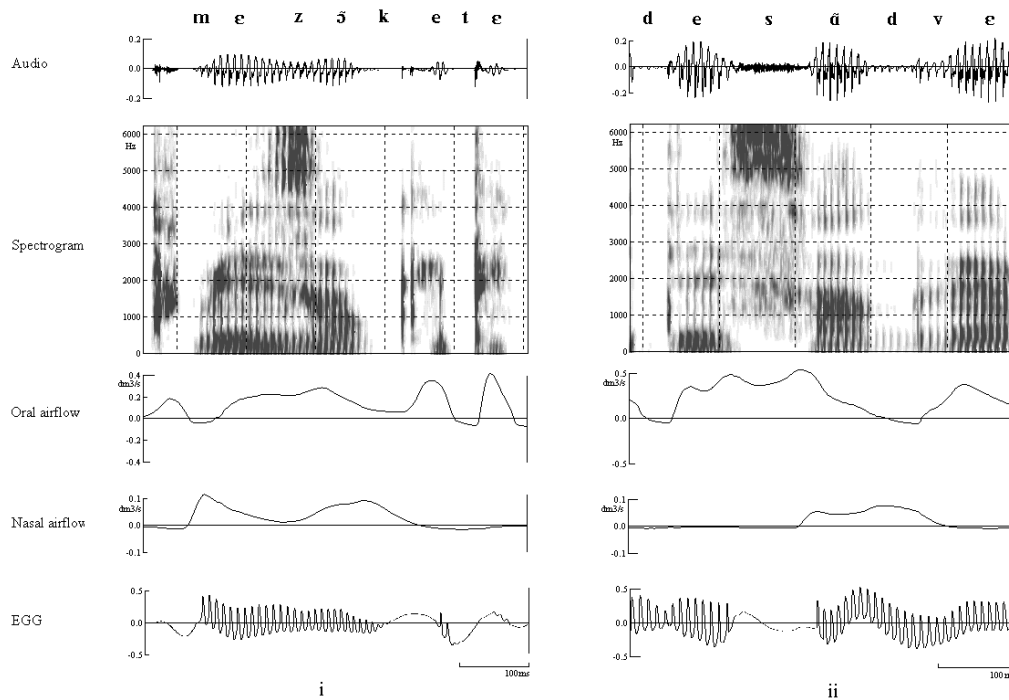 m ɛ z ɔ̃ k e t ɛ
d e s ɑ̃ d v ɛ
Audio
0.2
0.0
-0.2
0.2
0.0
-0.2
Spectrogram
6000
Hz
5000
4000
3000
2000
1000
0
6000
Hz
5000
4000
3000
2000
1000
0
Oral airflow
0.4
dm3/s
0.2
0.0
-0.2
-0.4
0.5
dm3/s
0.0
-0.5
Nasal airflow
0.1
dm3/s
0.0
-0.1
0.1
dm3/s
0.0
-0.1
EGG
0.5
0.0
-0.5
0.5
0.0
-0.5
100ms
i
ii